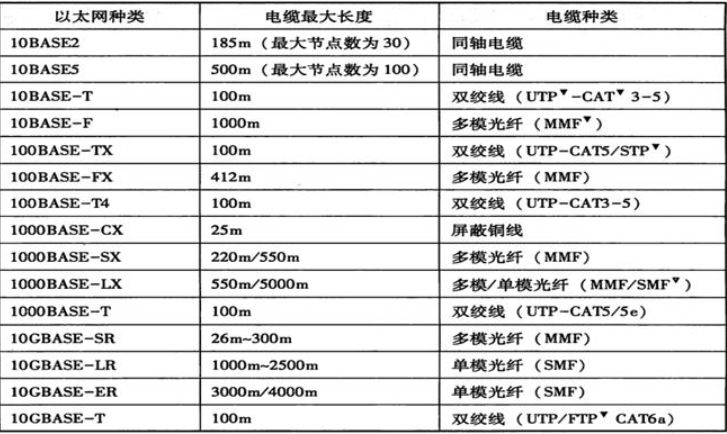 以太网种类 电缆最大长度 电缆种类
10BASE2 185m（最大节点数为 30） 同轴电缆
10BASE5 500m（最大节点数为 100） 同轴电缆
10BASE-T 100m 双绞线（UTP▼-CAT▼ 3-5）
10BASE-F 1000m 多模光纤（MMF▼）
100BASE-TX 100m 双绞线（UTP-CAT5/STP▼）
100BASE-FX 412m 多模光纤（MMF）
100BASE-T4 100m 双绞线（UTP-CAT3-5）
1000BASE-CX 25m 屏蔽铜线
1000BASE-SX 220m/550m 多模光纤（MMF）
1000BASE-LX 550m/5000m 多模/单模光纤（MMF/SMF▼）
1000BASE-T 100m 双绞线（UTP-CAT5/5e）
10GBASE-SR 26m~300m 多模光纤（MMF）
10GBASE-LR 1000m~2500m 单模光纤（SMF）
10GBASE-ER 3000m/4000m 单模光纤（SMF）
10GBASE-T 100m 双绞线（UTP/FTP▼ CAT6a）